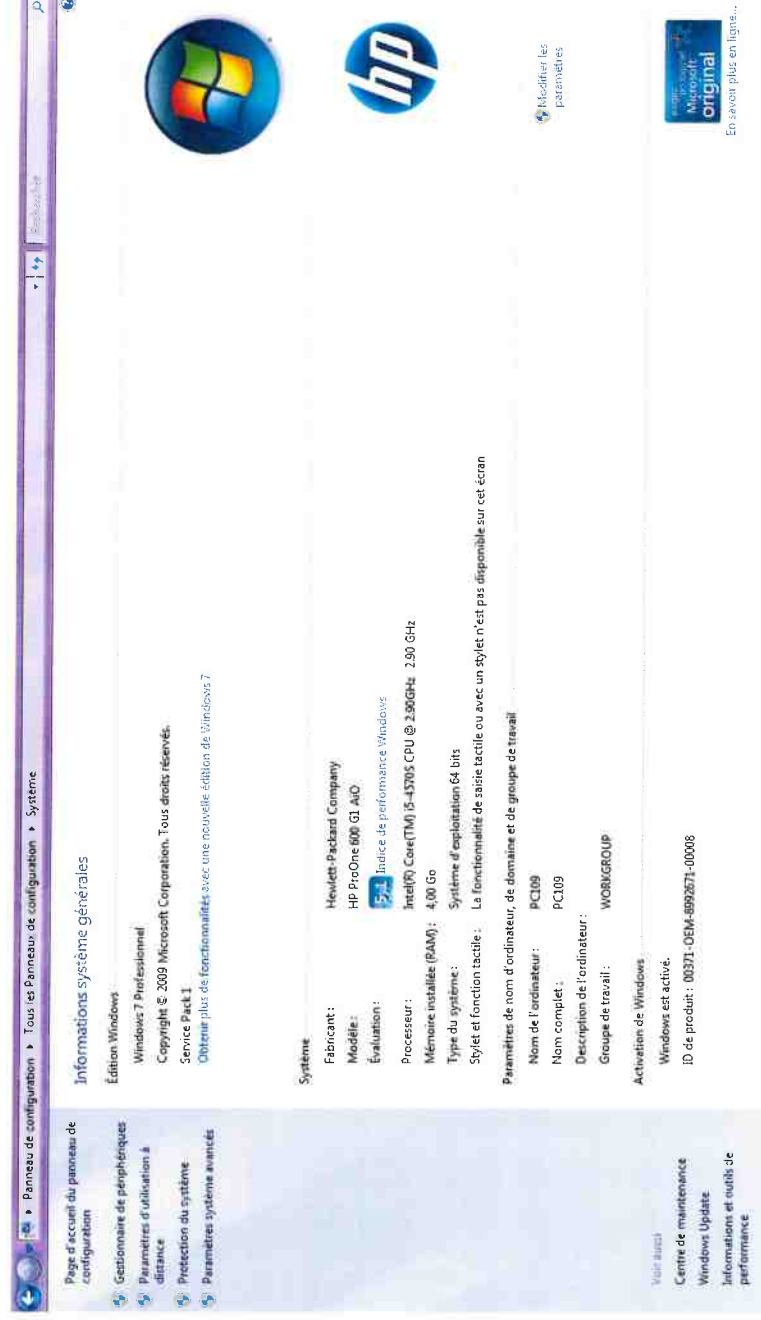 Panneau de configuration ▸ Tous les Panneaux de configuration ▸ Système
Rechercher
Page d'accueil du panneau de configuration
Gestionnaire de périphériques
Paramètres d'utilisation à distance
Protection du système
Paramètres système avancés
Voir aussi
Centre de maintenance
Windows Update
Informations et outils de performance
Informations système générales
Édition Windows
Windows 7 Professionnel
Copyright © 2009 Microsoft Corporation. Tous droits réservés.
Service Pack 1
Obtenir plus de fonctionnalités avec une nouvelle édition de Windows 7
Système
Fabricant : Hewlett-Packard Company
Modèle : HP ProOne 600 G1 AiO
Évaluation : 5,1 Indice de performance Windows
Processeur : Intel(R) Core(TM) i5-4570S CPU @ 2.90GHz 2.90 GHz
Mémoire installée (RAM) : 4,00 Go
Type du système : Système d'exploitation 64 bits
Stylet et fonction tactile : La fonctionnalité de saisie tactile ou avec un stylet n'est pas disponible sur cet écran
hp
Paramètres de nom d'ordinateur, de domaine et de groupe de travail
Nom de l'ordinateur : PC109
Nom complet : PC109
Description de l'ordinateur :
Groupe de travail : WORKGROUP
Modifier les paramètres
Activation de Windows
Windows est activé.
ID de produit : 00371-OEM-8992671-00008
Microsoft
original
En savoir plus en ligne...